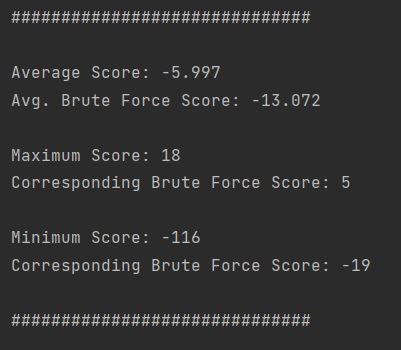 ##############################
Average Score: -5.997
Avg. Brute Force Score: -13.072
Maximum Score: 18
Corresponding Brute Force Score: 5
Minimum Score: -116
Corresponding Brute Force Score: -19
##############################